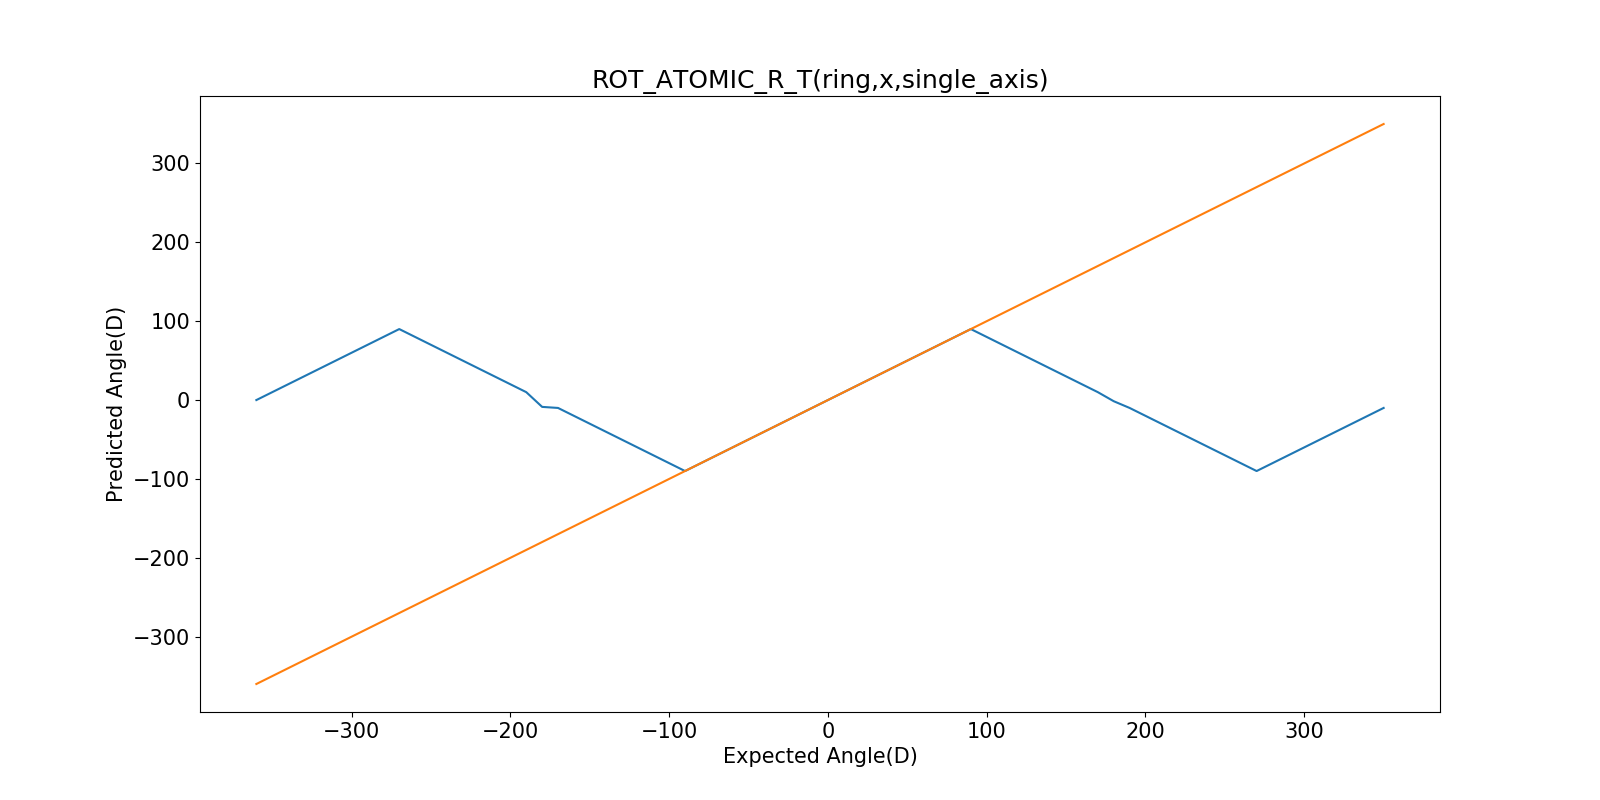 ROT_ATOMIC_R_T(ring,x,single_axis)
300
200
100
0
−100
−200
−300
Predicted Angle(D)
−300 −200 −100 0 100 200 300
Expected Angle(D)